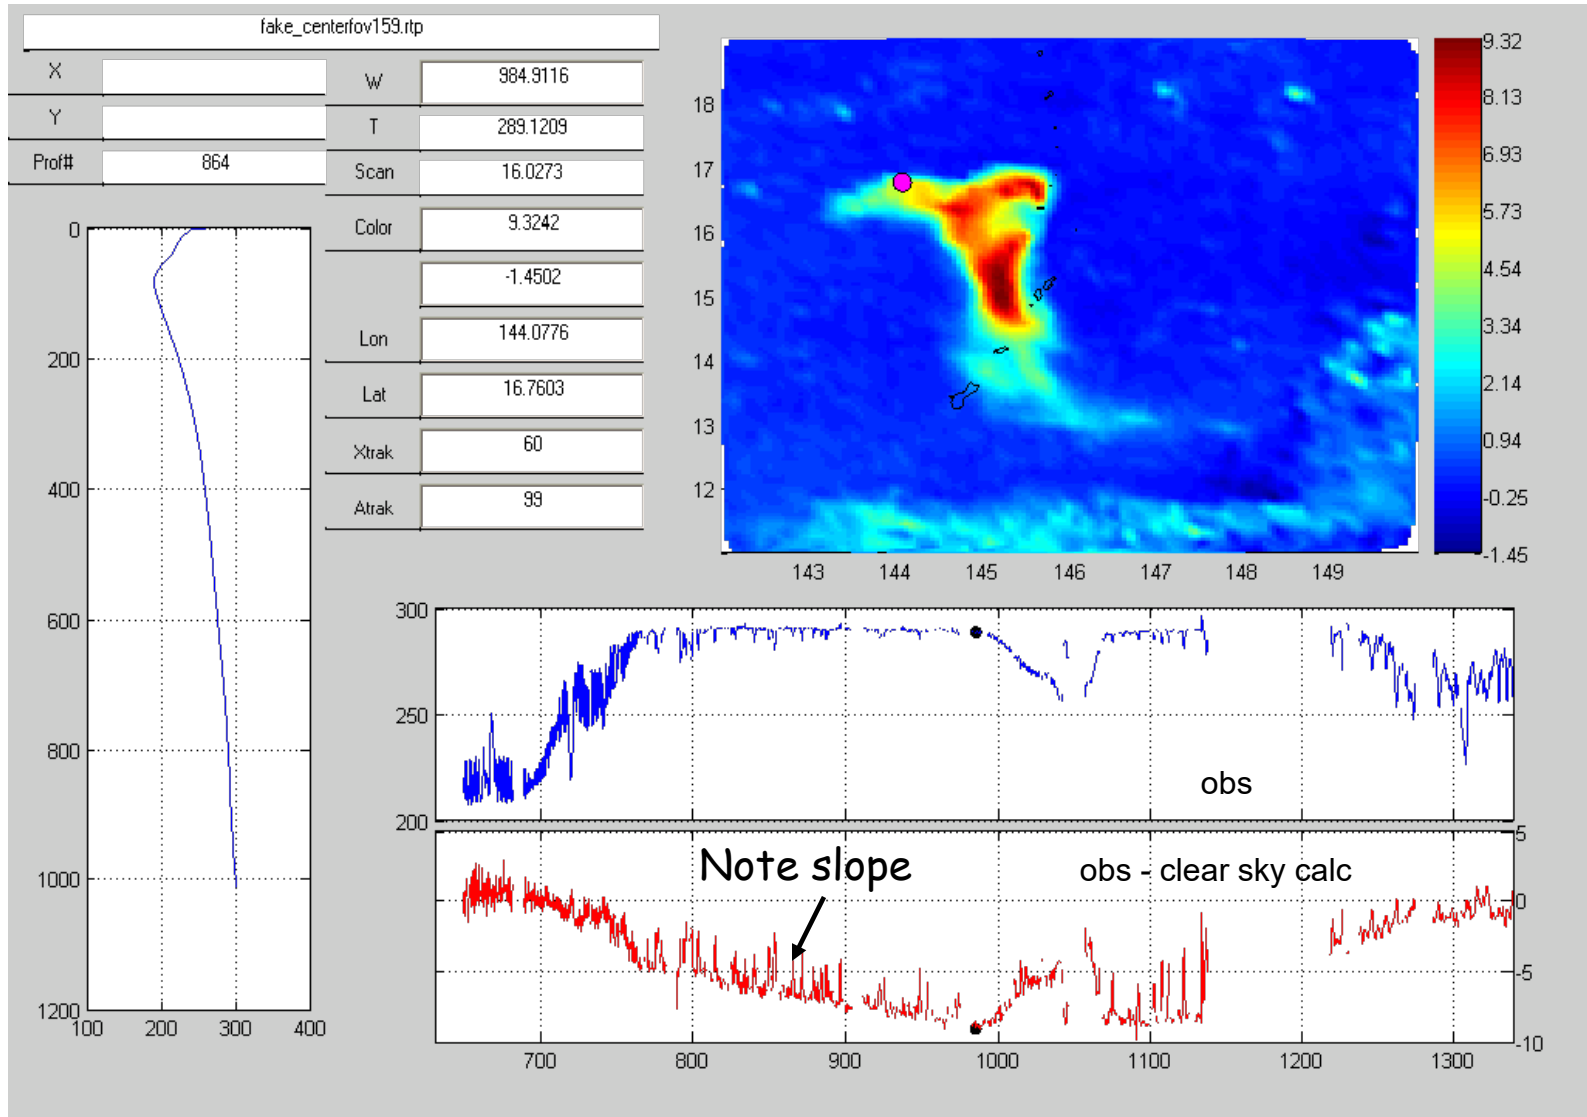 fake_centerfov159.rtp
X
Y
Prof# 864
W 984.9116
T 289.1209
Scan 16.0273
Color 9.3242
-1.4502
Lon 144.0776
Lat 16.7603
Xtrak 60
Atrak 99
0
200
400
600
800
1000
1200
100 200 300 400
18
17
16
15
14
13
12
143 144 145 146 147 148 149
9.32
8.13
6.93
5.73
4.54
3.34
2.14
0.94
-0.25
-1.45
300
250
200
obs
Note slope
obs - clear sky calc
5
0
-5
-10
700 800 900 1000 1100 1200 1300